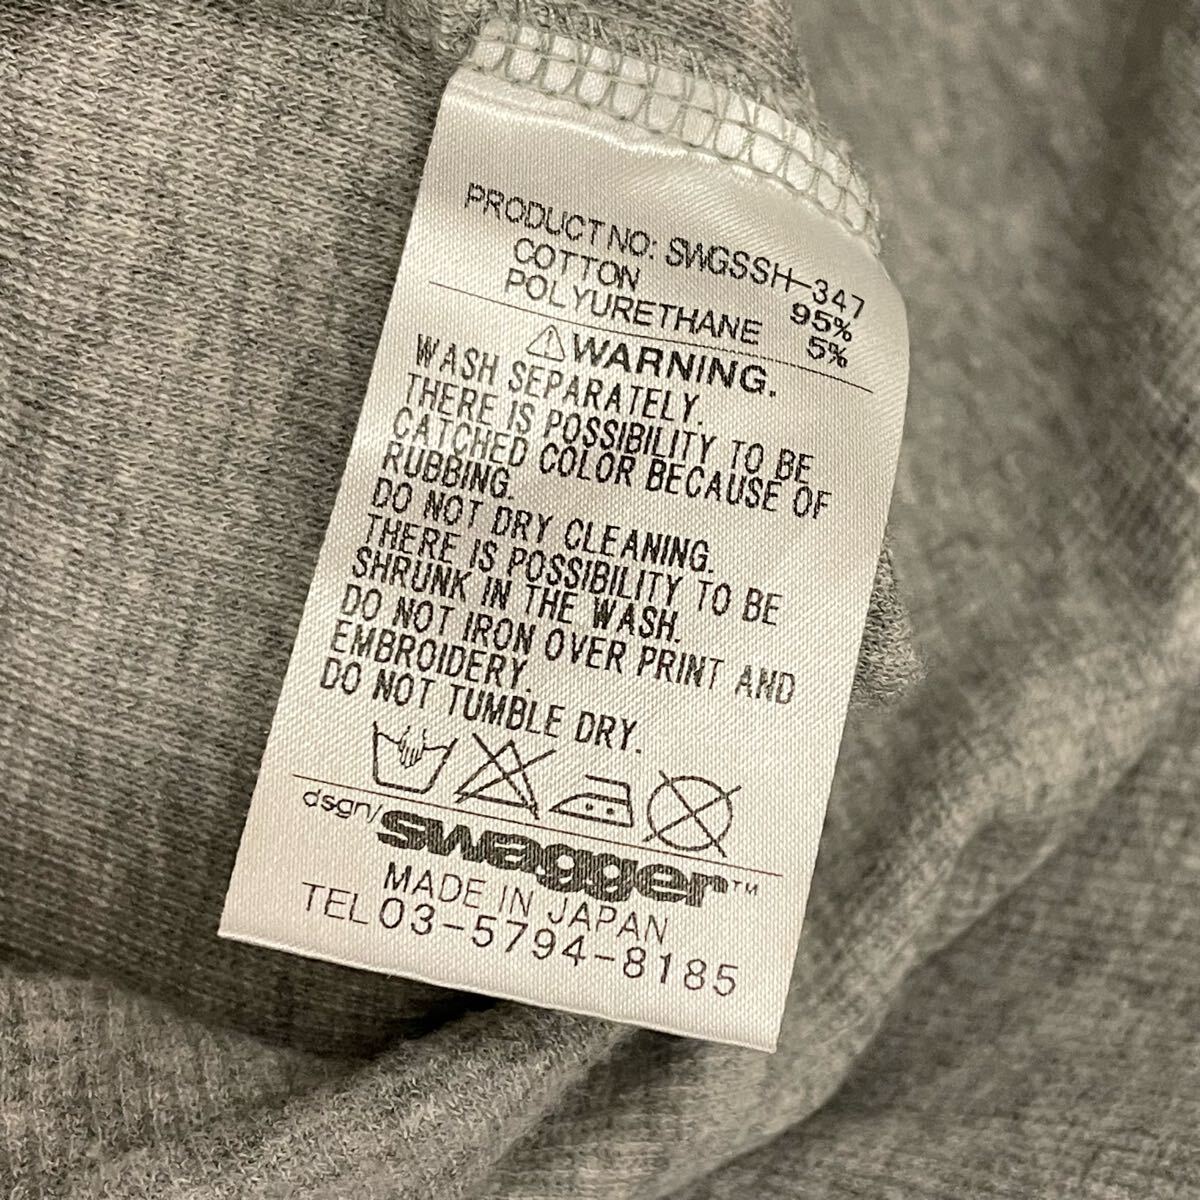 PRODUCT NO: SWGSSH-347
COTTON 95%
POLYURETHANE 5%
WARNING.
WASH SEPARATELY.
THERE IS POSSIBILITY TO BE
CATCHED COLOR BECAUSE OF
RUBBING.
DO NOT DRY CLEANING.
THERE IS POSSIBILITY TO BE
SHRUNK IN THE WASH.
DO NOT IRON OVER PRINT AND
EMBROIDERY.
DO NOT TUMBLE DRY.
dsgn/swagger™
MADE IN JAPAN
TEL 03-5794-8185